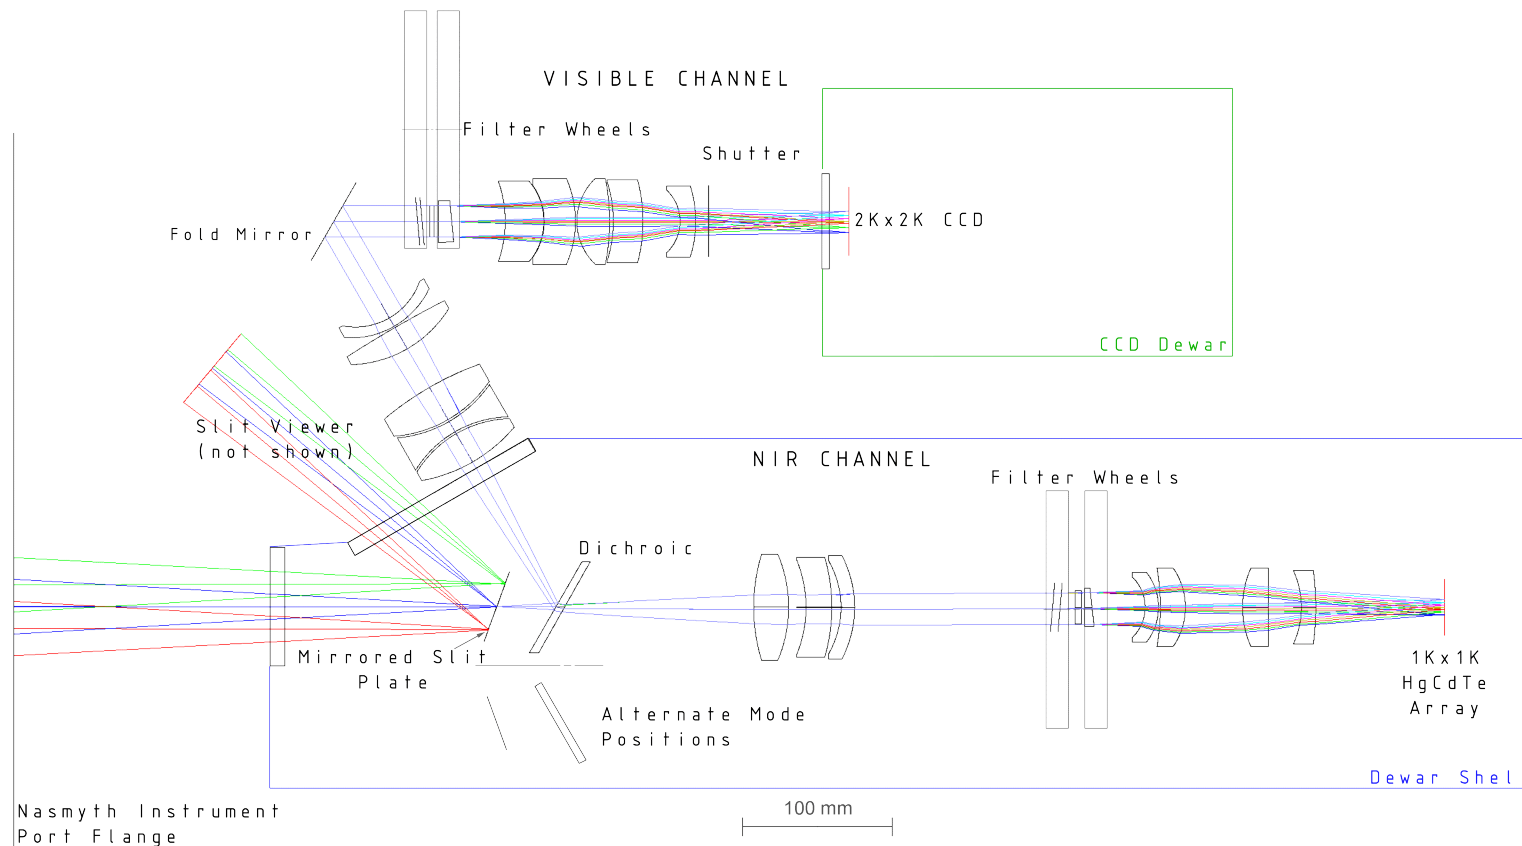 VISIBLE CHANNEL
Filter Wheels
Shutter
2Kx2K CCD
Fold Mirror
CCD Dewar
Slit Viewer
(not shown)
NIR CHANNEL
Filter Wheels
Dichroic
Mirrored Slit
Plate
1Kx1K
HgCdTe
Array
Alternate Mode
Positions
Dewar Shel
100 mm
Nasmyth Instrument
Port Flange